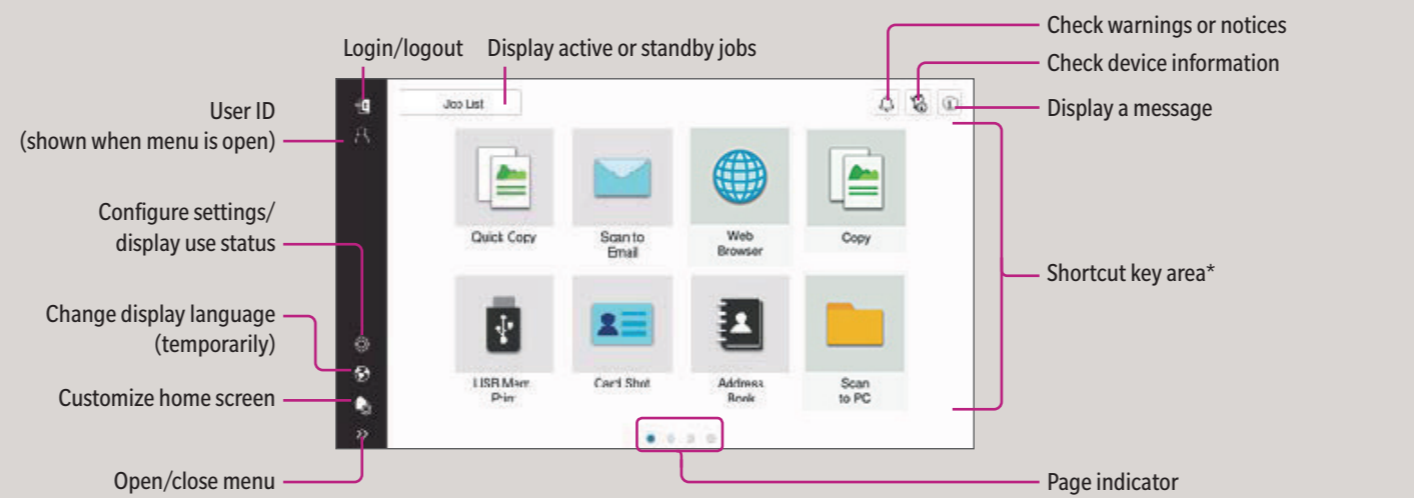 Check warnings or notices
Login/logout
Display active or standby jobs
Check device information
Job List
Display a message
User ID
(shown when menu is open)
Configure settings/
display use status
Quick Copy
Scan to
Email
Web
Browser
Copy
Shortcut key area*
Change display language
(temporarily)
USB Mem.
Print
Card Shot
Address
Book
Scan
to PC
Customize home screen
Open/close menu
Page indicator